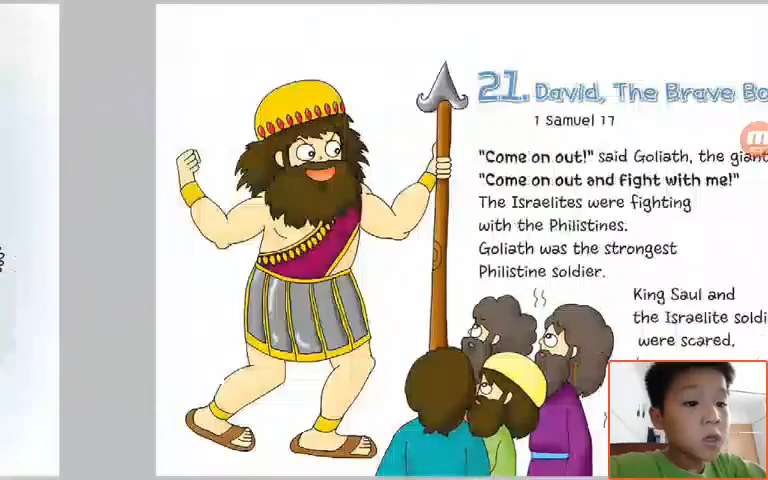 21. David, The Brave Bo
1 Samuel 17
"Come on out!" said Goliath, the giant
"Come on out and fight with me!"
The Israelites were fighting
with the Philistines.
Goliath was the strongest
Philistine soldier.
King Saul and
the Israelite soldi
were scared.